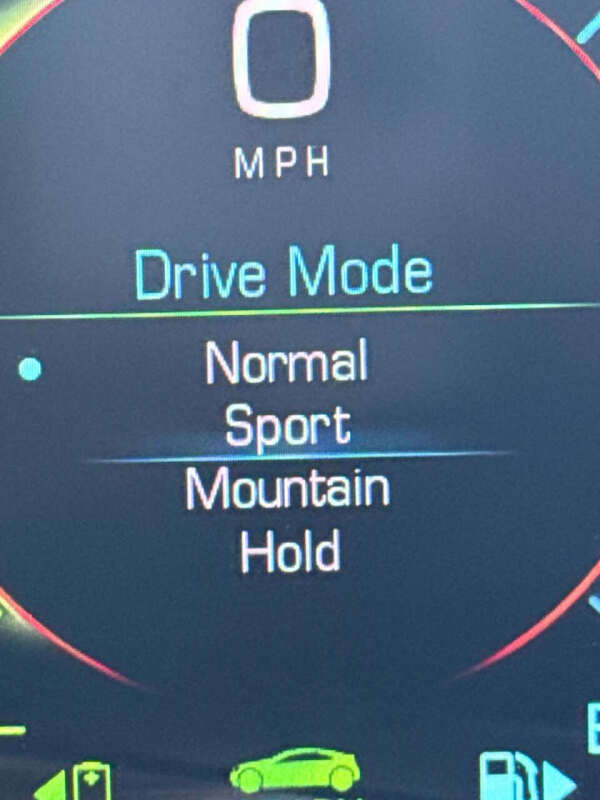 0
MPH
Drive Mode
Normal
Sport
Mountain
Hold